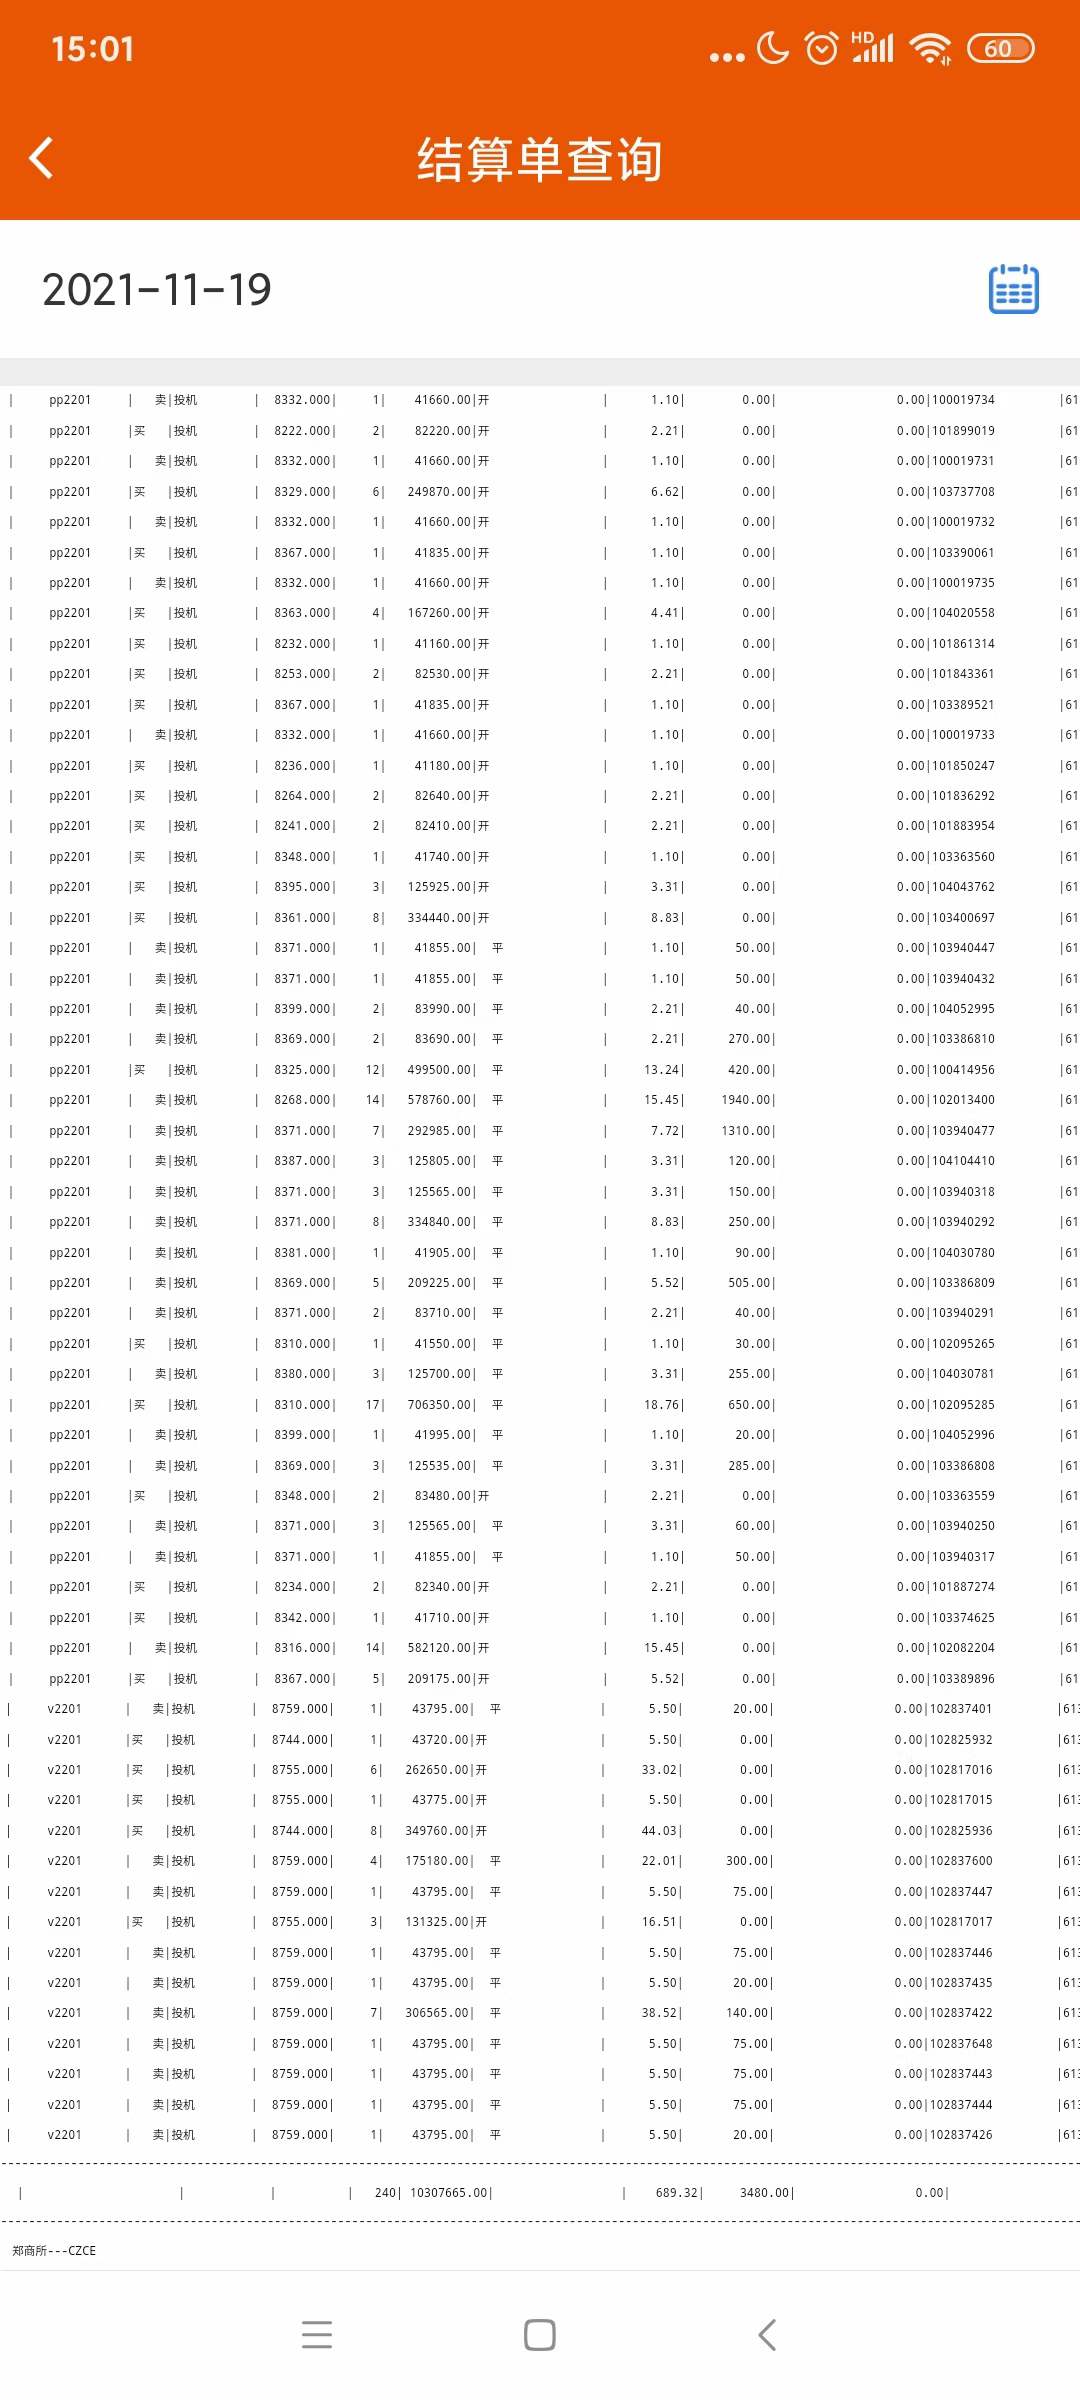 15:01 HD 60
结算单查询
2021-11-19
| pp2201 | 卖|投机 | 8332.000| 1| 41660.00|开 | 1.10| 0.00| 0.00|100019734 |61
| pp2201 |买 |投机 | 8222.000| 2| 82220.00|开 | 2.21| 0.00| 0.00|101899019 |61
| pp2201 | 卖|投机 | 8332.000| 1| 41660.00|开 | 1.10| 0.00| 0.00|100019731 |61
| pp2201 |买 |投机 | 8329.000| 6| 249870.00|开 | 6.62| 0.00| 0.00|103737708 |61
| pp2201 | 卖|投机 | 8332.000| 1| 41660.00|开 | 1.10| 0.00| 0.00|100019732 |61
| pp2201 |买 |投机 | 8367.000| 1| 41835.00|开 | 1.10| 0.00| 0.00|103390061 |61
| pp2201 | 卖|投机 | 8332.000| 1| 41660.00|开 | 1.10| 0.00| 0.00|100019735 |61
| pp2201 |买 |投机 | 8363.000| 4| 167260.00|开 | 4.41| 0.00| 0.00|104020558 |61
| pp2201 |买 |投机 | 8232.000| 1| 41160.00|开 | 1.10| 0.00| 0.00|101861314 |61
| pp2201 |买 |投机 | 8253.000| 2| 82530.00|开 | 2.21| 0.00| 0.00|101843361 |61
| pp2201 |买 |投机 | 8367.000| 1| 41835.00|开 | 1.10| 0.00| 0.00|103389521 |61
| pp2201 | 卖|投机 | 8332.000| 1| 41660.00|开 | 1.10| 0.00| 0.00|100019733 |61
| pp2201 |买 |投机 | 8236.000| 1| 41180.00|开 | 1.10| 0.00| 0.00|101850247 |61
| pp2201 |买 |投机 | 8264.000| 2| 82640.00|开 | 2.21| 0.00| 0.00|101836292 |61
| pp2201 |买 |投机 | 8241.000| 2| 82410.00|开 | 2.21| 0.00| 0.00|101883954 |61
| pp2201 |买 |投机 | 8348.000| 1| 41740.00|开 | 1.10| 0.00| 0.00|103363560 |61
| pp2201 |买 |投机 | 8395.000| 3| 125925.00|开 | 3.31| 0.00| 0.00|104043762 |61
| pp2201 |买 |投机 | 8361.000| 8| 334440.00|开 | 8.83| 0.00| 0.00|103400697 |61
| pp2201 | 卖|投机 | 8371.000| 1| 41855.00| 平 | 1.10| 50.00| 0.00|103940447 |61
| pp2201 | 卖|投机 | 8371.000| 1| 41855.00| 平 | 1.10| 50.00| 0.00|103940432 |61
| pp2201 | 卖|投机 | 8399.000| 2| 83990.00| 平 | 2.21| 40.00| 0.00|104052995 |61
| pp2201 | 卖|投机 | 8369.000| 2| 83690.00| 平 | 2.21| 270.00| 0.00|103386810 |61
| pp2201 |买 |投机 | 8325.000| 12| 499500.00| 平 | 13.24| 420.00| 0.00|100414956 |61
| pp2201 | 卖|投机 | 8268.000| 14| 578760.00| 平 | 15.45| 1940.00| 0.00|102013400 |61
| pp2201 | 卖|投机 | 8371.000| 7| 292985.00| 平 | 7.72| 1310.00| 0.00|103940477 |61
| pp2201 | 卖|投机 | 8387.000| 3| 125805.00| 平 | 3.31| 120.00| 0.00|104104410 |61
| pp2201 | 卖|投机 | 8371.000| 3| 125565.00| 平 | 3.31| 150.00| 0.00|103940318 |61
| pp2201 | 卖|投机 | 8371.000| 8| 334840.00| 平 | 8.83| 250.00| 0.00|103940292 |61
| pp2201 | 卖|投机 | 8381.000| 1| 41905.00| 平 | 1.10| 90.00| 0.00|104030780 |61
| pp2201 | 卖|投机 | 8369.000| 5| 209225.00| 平 | 5.52| 505.00| 0.00|103386809 |61
| pp2201 | 卖|投机 | 8371.000| 2| 83710.00| 平 | 2.21| 40.00| 0.00|103940291 |61
| pp2201 |买 |投机 | 8310.000| 1| 41550.00| 平 | 1.10| 30.00| 0.00|102095265 |61
| pp2201 | 卖|投机 | 8380.000| 3| 125700.00| 平 | 3.31| 255.00| 0.00|104030781 |61
| pp2201 |买 |投机 | 8310.000| 17| 706350.00| 平 | 18.76| 650.00| 0.00|102095285 |61
| pp2201 | 卖|投机 | 8399.000| 1| 41995.00| 平 | 1.10| 20.00| 0.00|104052996 |61
| pp2201 | 卖|投机 | 8369.000| 3| 125535.00| 平 | 3.31| 285.00| 0.00|103386808 |61
| pp2201 |买 |投机 | 8348.000| 2| 83480.00|开 | 2.21| 0.00| 0.00|103363559 |61
| pp2201 | 卖|投机 | 8371.000| 3| 125565.00| 平 | 3.31| 60.00| 0.00|103940250 |61
| pp2201 | 卖|投机 | 8371.000| 1| 41855.00| 平 | 1.10| 50.00| 0.00|103940317 |61
| pp2201 |买 |投机 | 8234.000| 2| 82340.00|开 | 2.21| 0.00| 0.00|101887274 |61
| pp2201 |买 |投机 | 8342.000| 1| 41710.00|开 | 1.10| 0.00| 0.00|103374625 |61
| pp2201 | 卖|投机 | 8316.000| 14| 582120.00|开 | 15.45| 0.00| 0.00|102082204 |61
| pp2201 |买 |投机 | 8367.000| 5| 209175.00|开 | 5.52| 0.00| 0.00|103389896 |61
| v2201 | 卖|投机 | 8759.000| 1| 43795.00| 平 | 5.50| 20.00| 0.00|102837401 |613
| v2201 |买 |投机 | 8744.000| 1| 43720.00|开 | 5.50| 0.00| 0.00|102825932 |613
| v2201 |买 |投机 | 8755.000| 6| 262650.00|开 | 33.02| 0.00| 0.00|102817016 |613
| v2201 |买 |投机 | 8755.000| 1| 43775.00|开 | 5.50| 0.00| 0.00|102817015 |613
| v2201 |买 |投机 | 8744.000| 8| 349760.00|开 | 44.03| 0.00| 0.00|102825936 |613
| v2201 | 卖|投机 | 8759.000| 4| 175180.00| 平 | 22.01| 300.00| 0.00|102837600 |613
| v2201 | 卖|投机 | 8759.000| 1| 43795.00| 平 | 5.50| 75.00| 0.00|102837447 |613
| v2201 |买 |投机 | 8755.000| 3| 131325.00|开 | 16.51| 0.00| 0.00|102817017 |613
| v2201 | 卖|投机 | 8759.000| 1| 43795.00| 平 | 5.50| 75.00| 0.00|102837446 |613
| v2201 | 卖|投机 | 8759.000| 1| 43795.00| 平 | 5.50| 20.00| 0.00|102837435 |613
| v2201 | 卖|投机 | 8759.000| 7| 306565.00| 平 | 38.52| 140.00| 0.00|102837422 |613
| v2201 | 卖|投机 | 8759.000| 1| 43795.00| 平 | 5.50| 75.00| 0.00|102837648 |613
| v2201 | 卖|投机 | 8759.000| 1| 43795.00| 平 | 5.50| 75.00| 0.00|102837443 |613
| v2201 | 卖|投机 | 8759.000| 1| 43795.00| 平 | 5.50| 75.00| 0.00|102837444 |613
| v2201 | 卖|投机 | 8759.000| 1| 43795.00| 平 | 5.50| 20.00| 0.00|102837426 |613
| | | | 240| 10307665.00| | 689.32| 3480.00| 0.00|
郑商所---CZCE